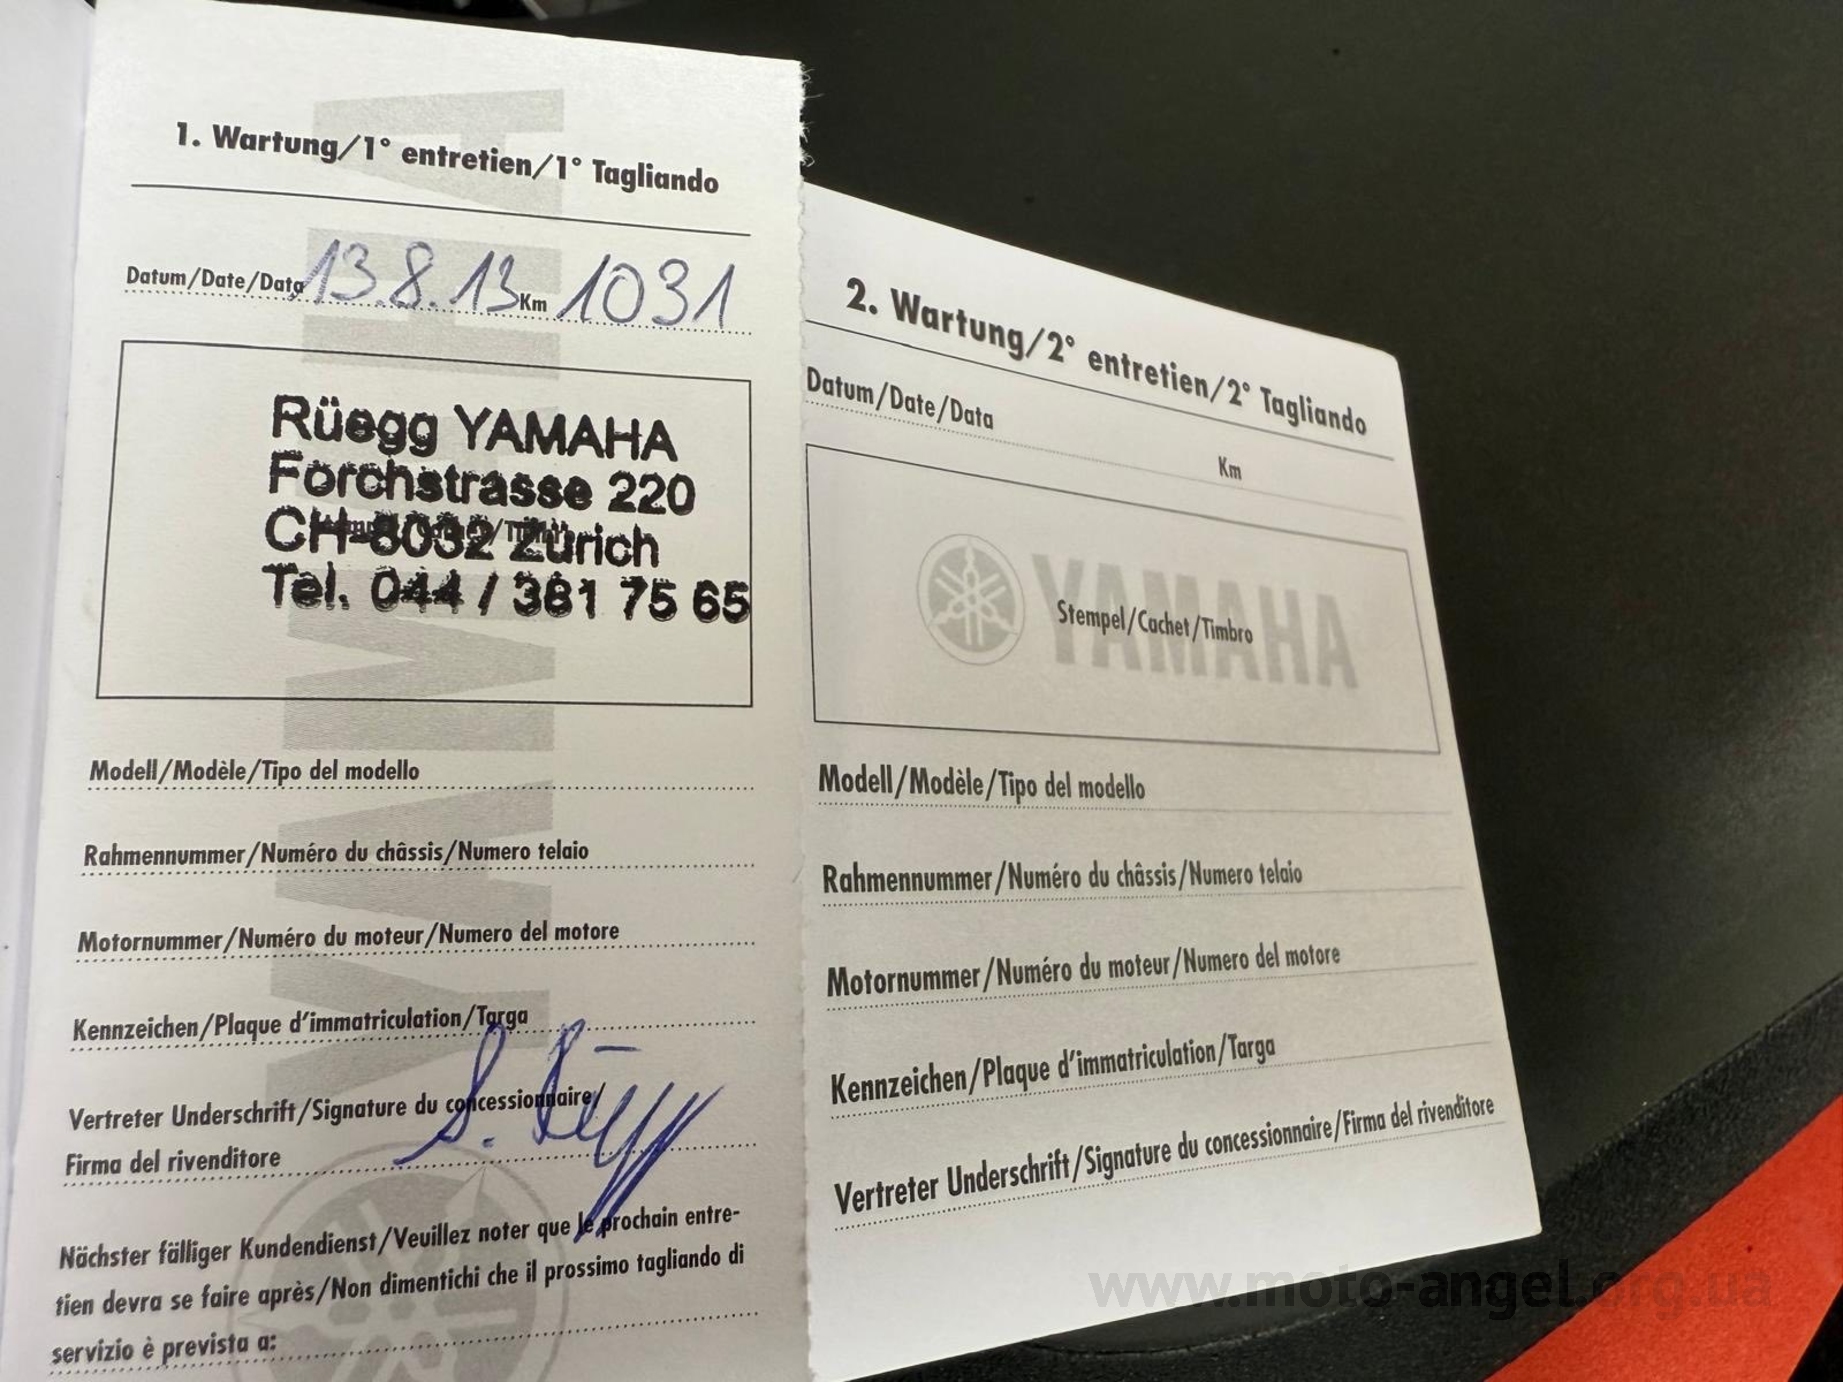 1. Wartung/1° entretien/1° Tagliando
Datum/Date/Data 13.8.13 Km 1031
Rüegg YAMAHA
Forchstrasse 220
CH-8032 Zürich
Tel. 044 / 381 75 65
Modell/Modèle/Tipo del modello
Rahmennummer/Numéro du châssis/Numero telaio
Motornummer/Numéro du moteur/Numero del motore
Kennzeichen/Plaque d'immatriculation/Targa
Vertreter Underschrift/Signature du concessionnaire/
Firma del rivenditore
Nächster fälliger Kundendienst/Veuillez noter que le prochain entre-
tien devra se faire après/Non dimentichi che il prossimo tagliando di
servizio è prevista a:
2. Wartung/2° entretien/2° Tagliando
Datum/Date/Data Km
YAMAHA
Stempel/Cachet/Timbro
Modell/Modèle/Tipo del modello
Rahmennummer/Numéro du châssis/Numero telaio
Motornummer/Numéro du moteur/Numero del motore
Kennzeichen/Plaque d'immatriculation/Targa
Vertreter Underschrift/Signature du concessionnaire/Firma del rivenditore
www.moto-angel.org.ua